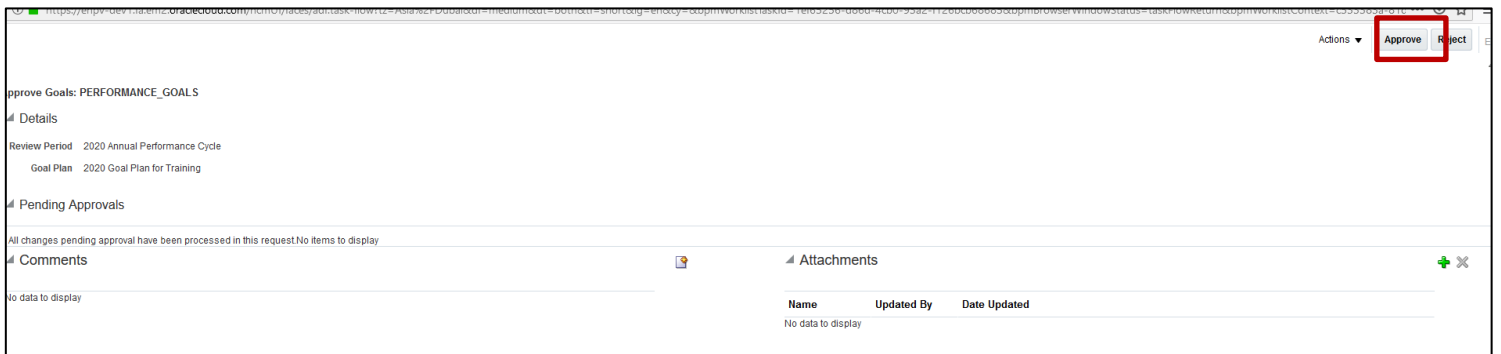 Actions ▼ Approve Reject
pprove Goals: PERFORMANCE_GOALS
Details
Review Period 2020 Annual Performance Cycle
Goal Plan 2020 Goal Plan for Training
Pending Approvals
All changes pending approval have been processed in this request.No items to display
Comments
No data to display
Attachments
Name Updated By Date Updated
No data to display